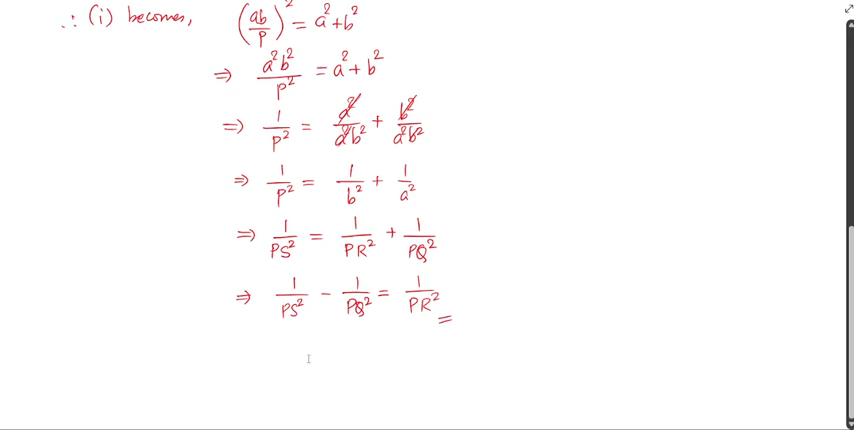 ∴ (i) becomes, (ab/p)² = a² + b²
⇒ a²b²/p² = a² + b²
⇒ 1/p² = a²/a²b² + b²/a²b²
⇒ 1/p² = 1/b² + 1/a²
⇒ 1/PS² = 1/PR² + 1/PQ²
⇒ 1/PS² − 1/PQ² = 1/PR²